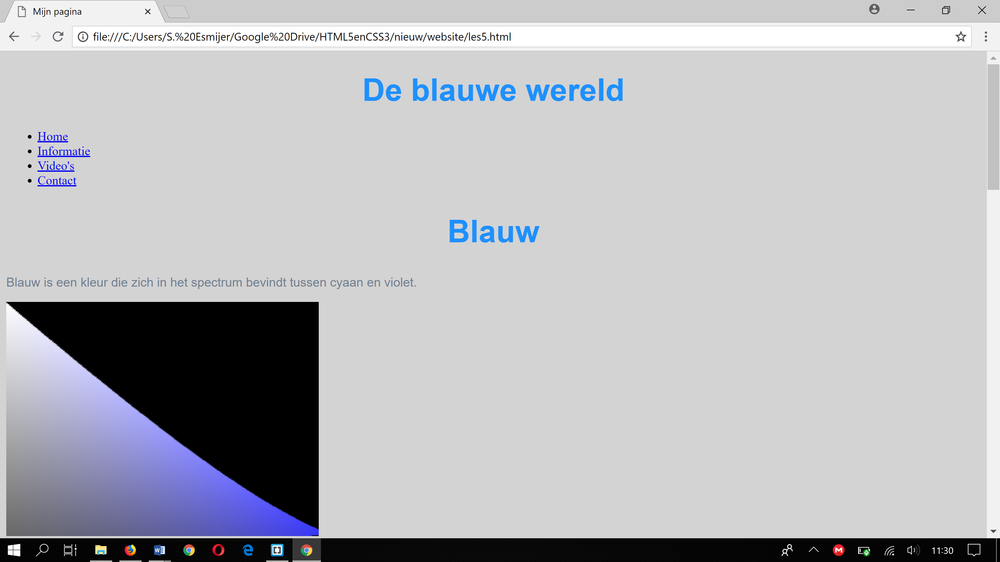 Mijn pagina
file:///C:/Users/S.%20Esmijer/Google%20Drive/HTML5enCSS3/nieuw/website/les5.html
De blauwe wereld
Home
Informatie
Video's
Contact
Blauw
Blauw is een kleur die zich in het spectrum bevindt tussen cyaan en violet.
11:30